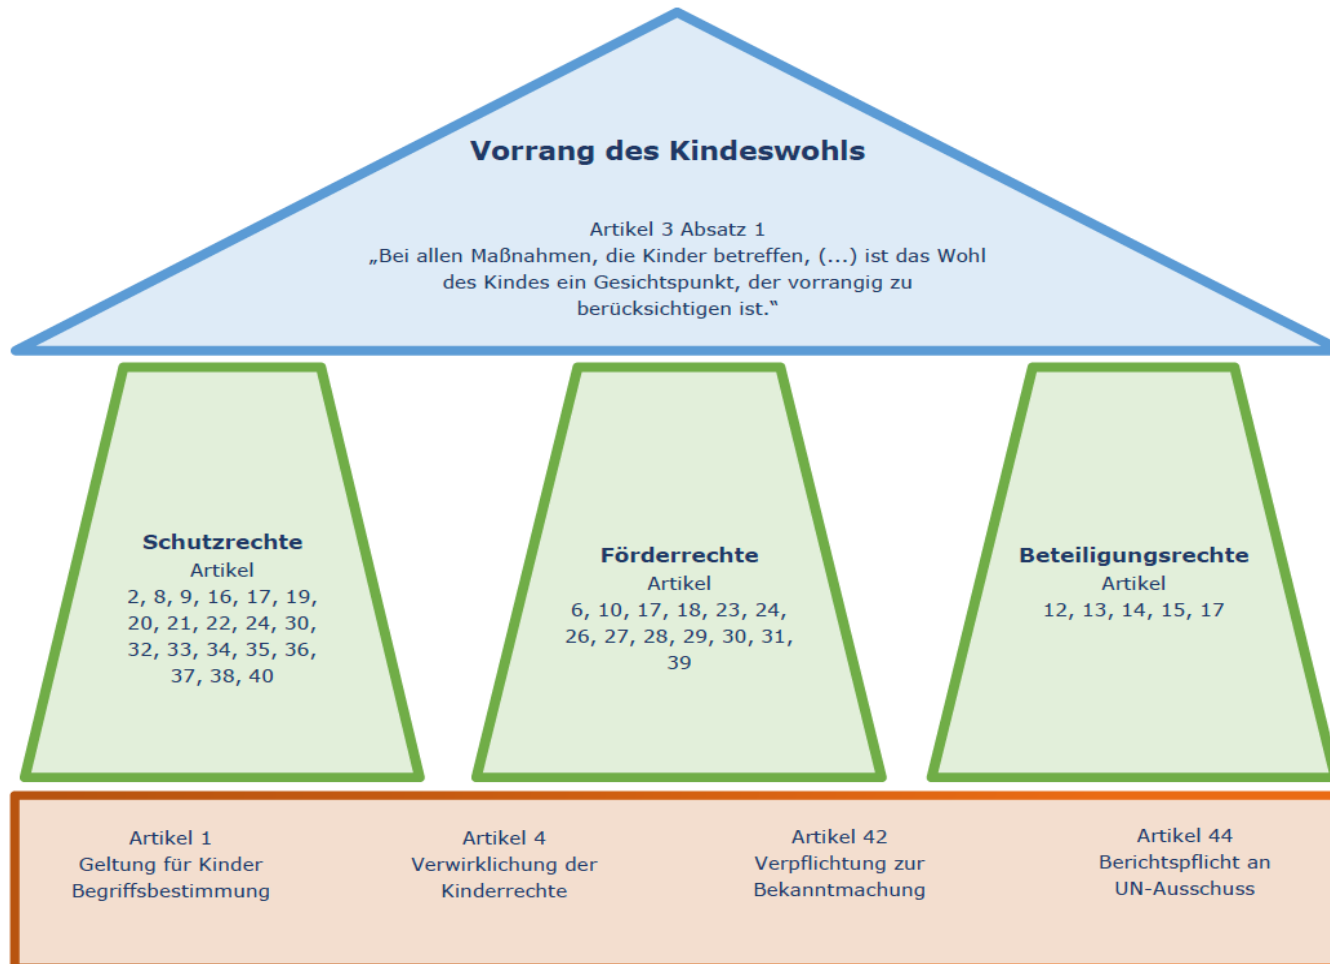 Vorrang des Kindeswohls
Artikel 3 Absatz 1
„Bei allen Maßnahmen, die Kinder betreffen, (...) ist das Wohl
des Kindes ein Gesichtspunkt, der vorrangig zu
berücksichtigen ist.“
Schutzrechte
Artikel
2, 8, 9, 16, 17, 19,
20, 21, 22, 24, 30,
32, 33, 34, 35, 36,
37, 38, 40
Förderrechte
Artikel
6, 10, 17, 18, 23, 24,
26, 27, 28, 29, 30, 31,
39
Beteiligungsrechte
Artikel
12, 13, 14, 15, 17
Artikel 1
Geltung für Kinder
Begriffsbestimmung
Artikel 4
Verwirklichung der
Kinderrechte
Artikel 42
Verpflichtung zur
Bekanntmachung
Artikel 44
Berichtspflicht an
UN-Ausschuss